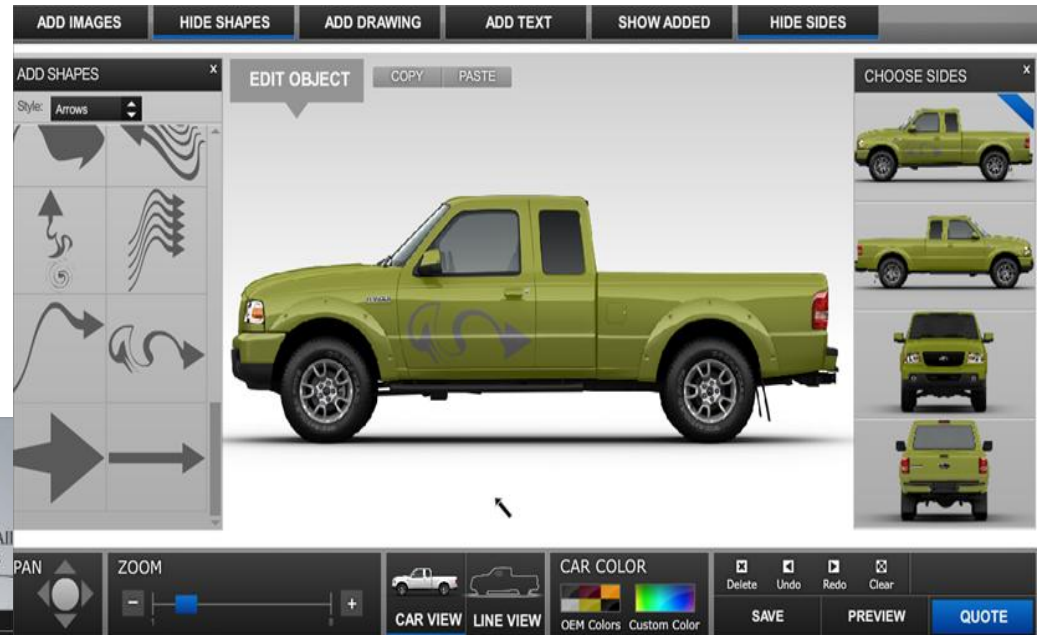 ADD IMAGES HIDE SHAPES ADD DRAWING ADD TEXT SHOW ADDED HIDE SIDES
ADD SHAPES x
Style: Arrows
EDIT OBJECT COPY PASTE
CHOOSE SIDES x
All
PAN
ZOOM
- +
CAR VIEW LINE VIEW
CAR COLOR
OEM Colors Custom Color
Delete Undo Redo Clear
SAVE PREVIEW QUOTE